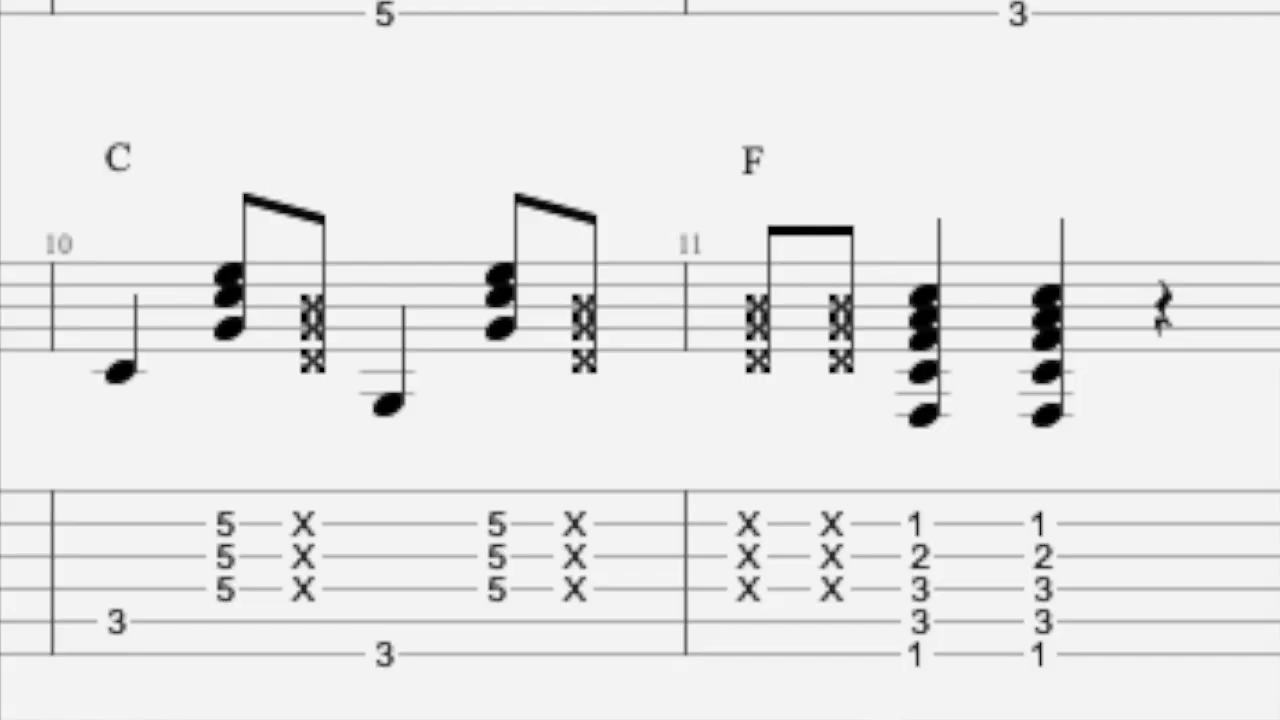 5 3
C F
10 11
5 X 5 X X X 1 1
5 X 5 X X X 2 2
5 X 5 X X X 3 3
3 3 3
3 1 1